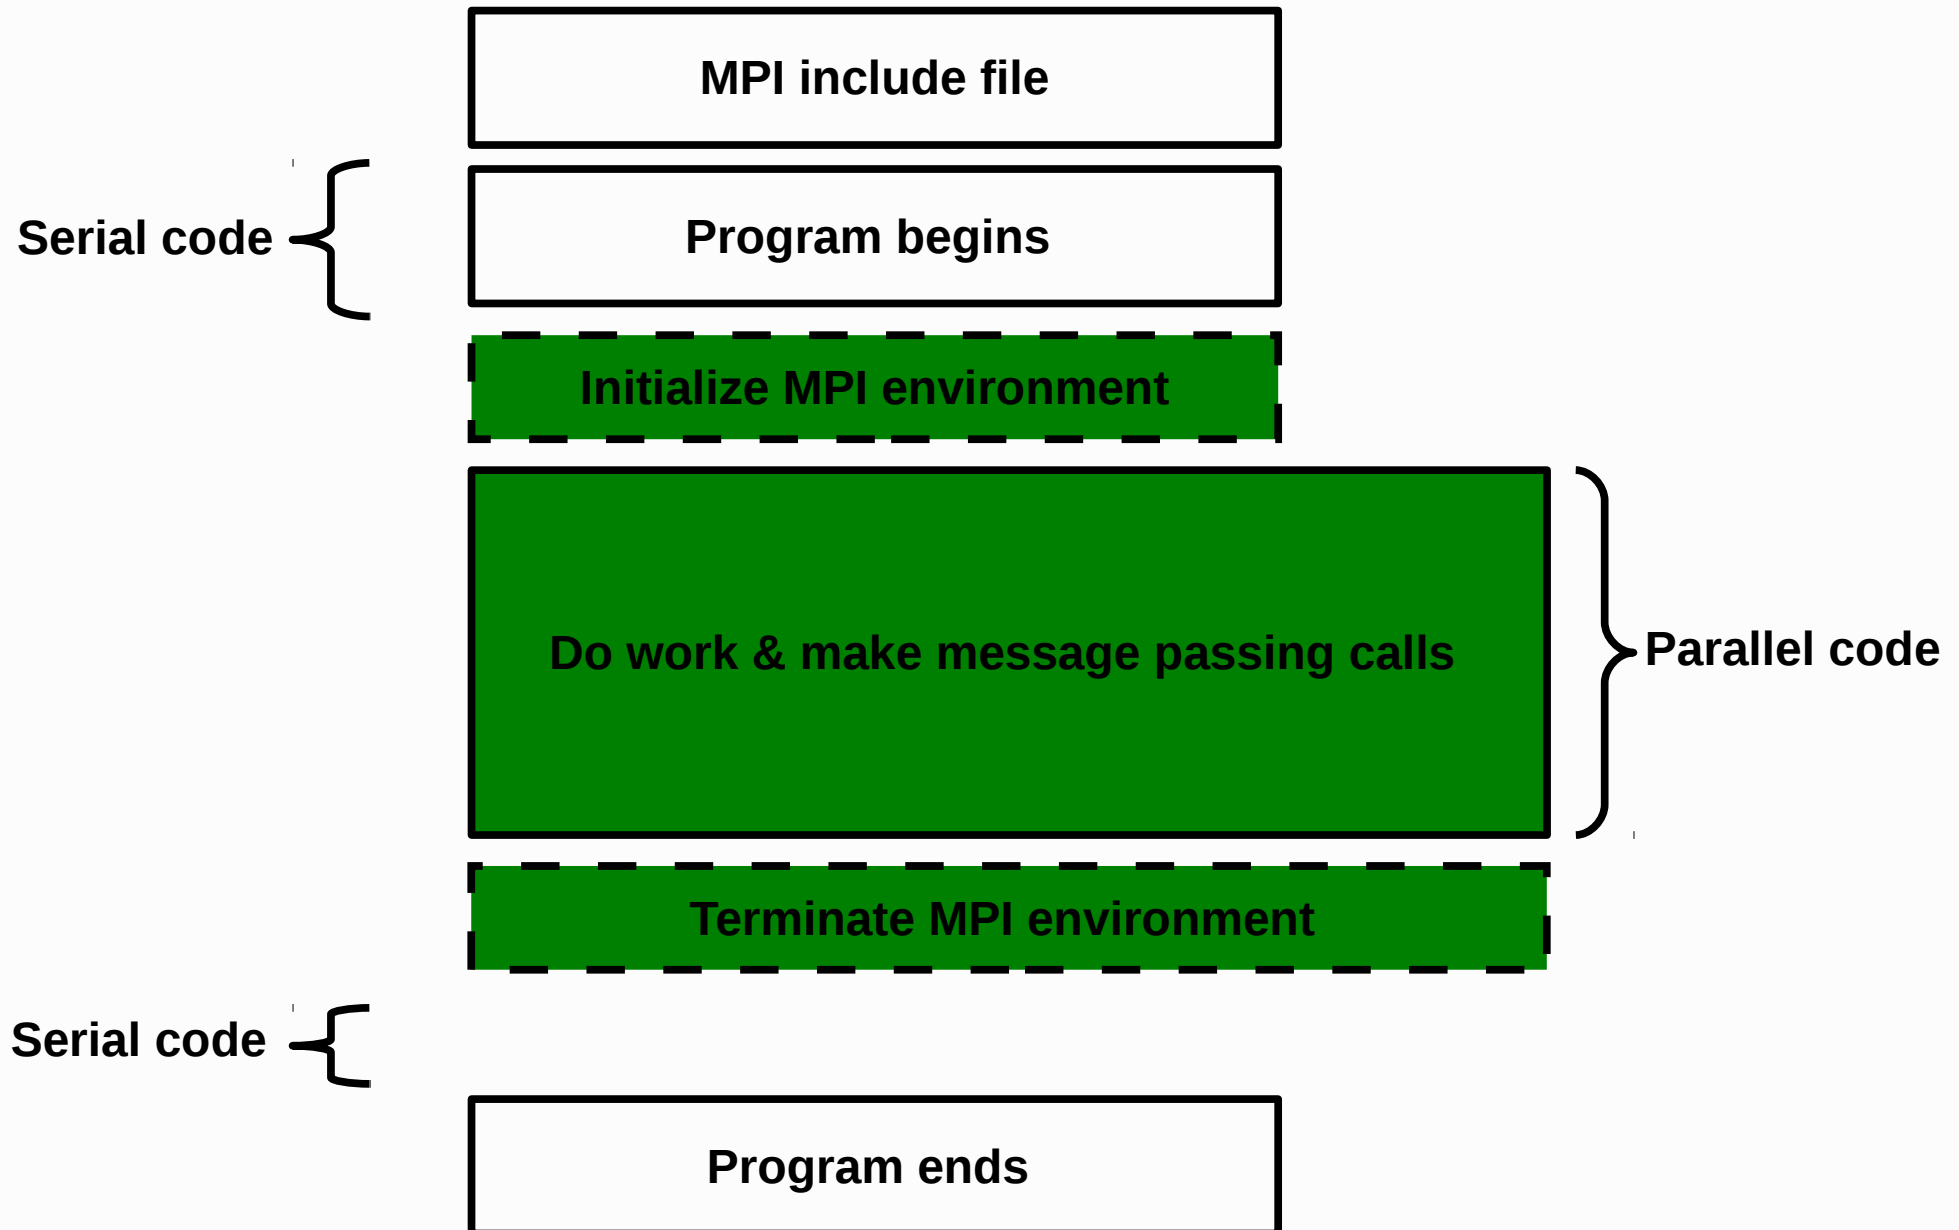 MPI include file
Serial code
Program begins
Initialize MPI environment
Do work & make message passing calls
Parallel code
Terminate MPI environment
Serial code
Program ends